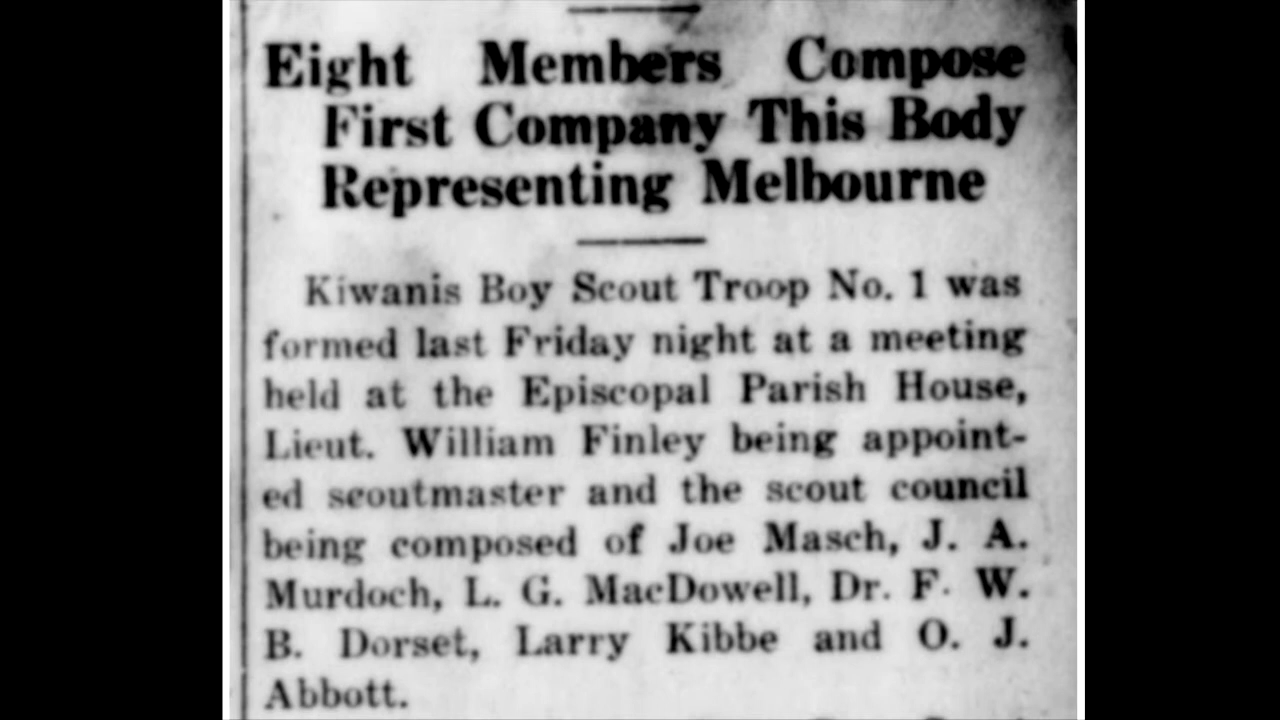 Eight Members Compose
First Company This Body
Representing Melbourne
Kiwanis Boy Scout Troop No. 1 was
formed last Friday night at a meeting
held at the Episcopal Parish House,
Lieut. William Finley being appoint-
ed scoutmaster and the scout council
being composed of Joe Masch, J. A.
Murdoch, L. G. MacDowell, Dr. F. W.
B. Dorset, Larry Kibbe and O. J.
Abbott.